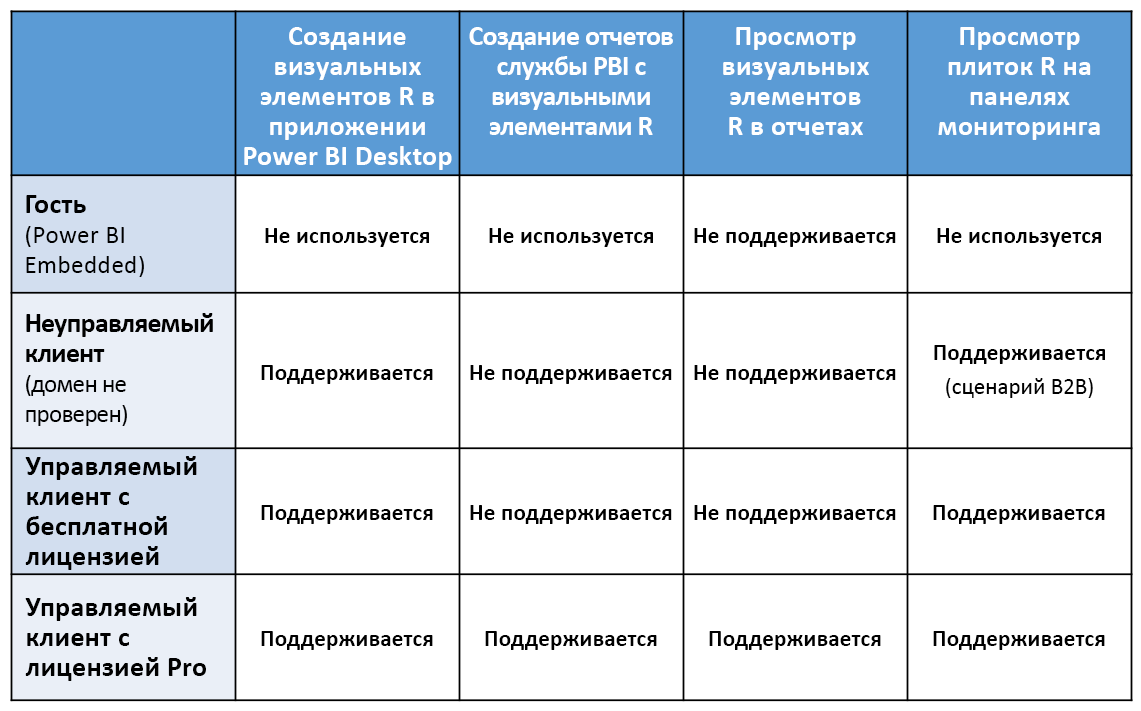 Создание
визуальных
элементов R в
приложении
Power BI Desktop
Создание отчетов
службы PBI с
визуальными
элементами R
Просмотр
визуальных
элементов
R в отчетах
Просмотр
плиток R на
панелях
мониторинга
Гость
(Power BI
Embedded)
Не используется
Не используется
Не поддерживается
Не используется
Неуправляемый
клиент
(домен не
проверен)
Поддерживается
Не поддерживается
Не поддерживается
Поддерживается
(сценарий B2B)
Управляемый
клиент с
бесплатной
лицензией
Поддерживается
Не поддерживается
Не поддерживается
Поддерживается
Управляемый
клиент с
лицензией Pro
Поддерживается
Поддерживается
Поддерживается
Поддерживается